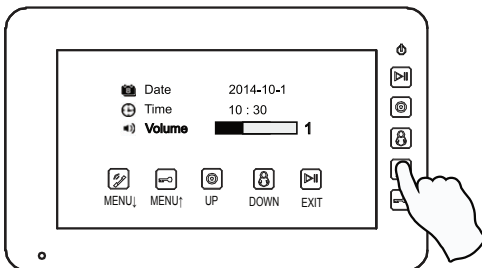 Date 2014-10-1
Time 10 : 30
Volume 1
MENU↓ MENU↑ UP DOWN EXIT